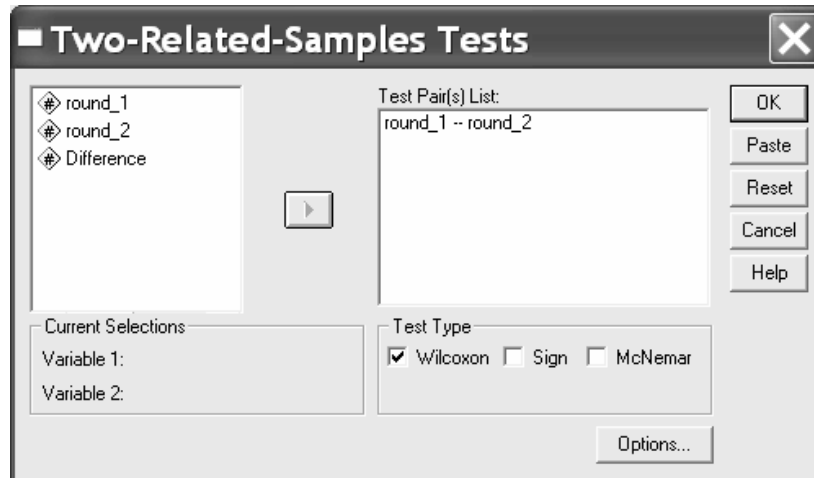 Two-Related-Samples Tests
round_1
round_2
Difference
Test Pair(s) List:
round_1 -- round_2
OK
Paste
Reset
Cancel
Help
Current Selections
Variable 1:
Variable 2:
Test Type
Wilcoxon Sign McNemar
Options...